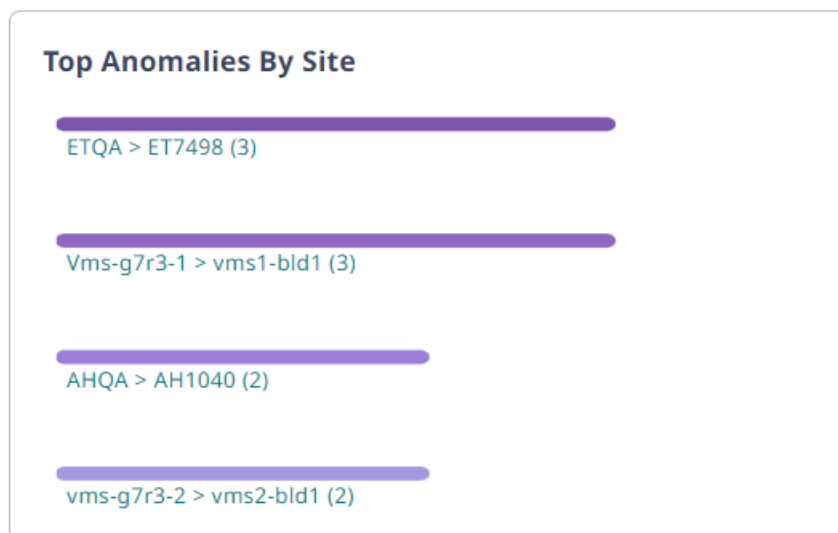 Top Anomalies By Site
ETQA > ET7498 (3)
Vms-g7r3-1 > vms1-bld1 (3)
AHQA > AH1040 (2)
vms-g7r3-2 > vms2-bld1 (2)